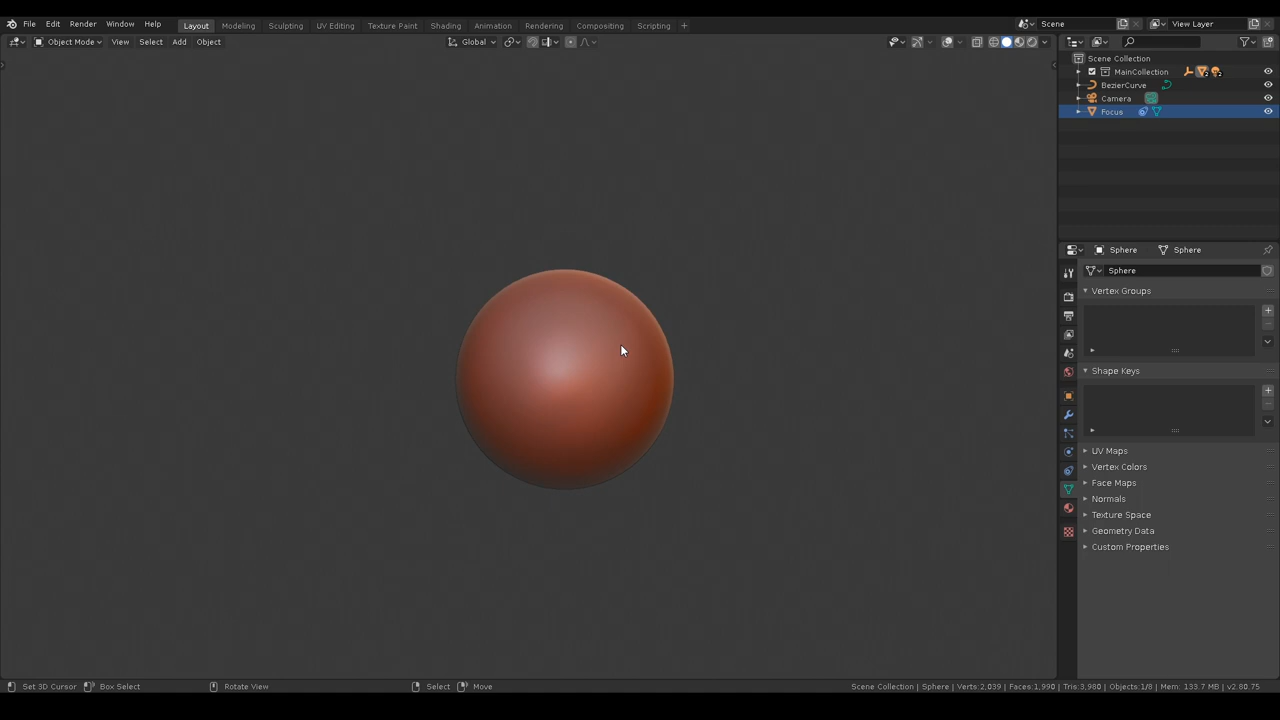 File Edit Render Window Help Layout Modeling Sculpting UV Editing Texture Paint Shading Animation Rendering Compositing Scripting + Scene View Layer
Object Mode View Select Add Object Global
Scene Collection
MainCollection
BezierCurve
Camera
Focus
Sphere Sphere
Sphere
Vertex Groups
Shape Keys
UV Maps
Vertex Colors
Face Maps
Normals
Texture Space
Geometry Data
Custom Properties
Set 3D Cursor Box Select Rotate View Select Move Scene Collection | Sphere | Verts:2,039 | Faces:1,990 | Tris:3,980 | Objects:1/8 | Mem: 133.7 MB | v2.80.75